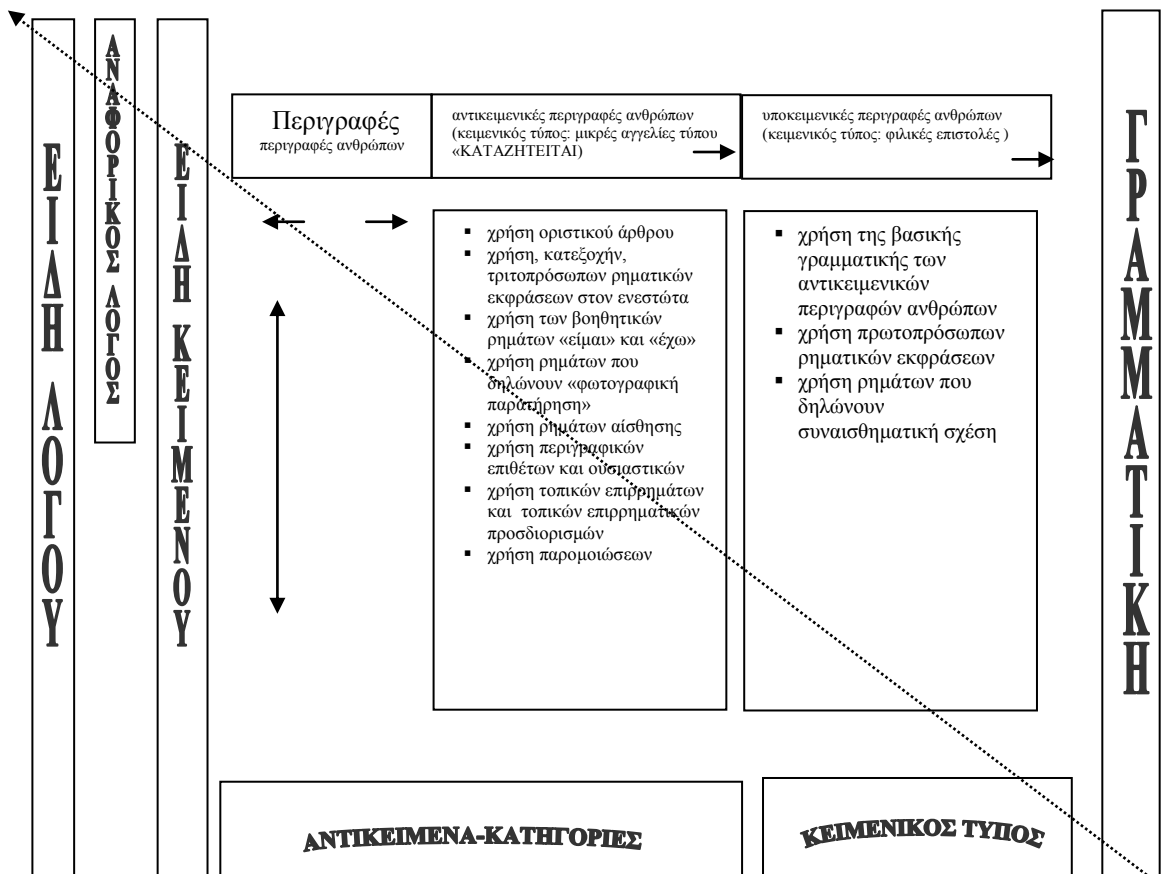 ΕΙΔΗ ΛΟΓΟΥ
ΑΝΑΦΟΡΙΚΟΣ ΛΟΓΟΣ
ΕΙΔΗ ΚΕΙΜΕΝΟΥ
Περιγραφές
περιγραφές ανθρώπων
αντικειμενικές περιγραφές ανθρώπων
(κειμενικός τύπος: μικρές αγγελίες τύπου
«ΚΑΤΑΖΗΤΕΙΤΑΙ)
υποκειμενικές περιγραφές ανθρώπων
(κειμενικός τύπος: φιλικές επιστολές )
▪ χρήση οριστικού άρθρου
▪ χρήση, κατεξοχήν,
τριτοπρόσωπων ρηματικών
εκφράσεων στον ενεστώτα
▪ χρήση των βοηθητικών
ρημάτων «είμαι» και «έχω»
▪ χρήση ρημάτων που
δηλώνουν «φωτογραφική
παρατήρηση»
▪ χρήση ρημάτων αίσθησης
▪ χρήση περιγραφικών
επιθέτων και ουσιαστικών
▪ χρήση τοπικών επιρρημάτων
και τοπικών επιρρηματικών
προσδιορισμών
▪ χρήση παρομοιώσεων
▪ χρήση της βασικής
γραμματικής των
αντικειμενικών
περιγραφών ανθρώπων
▪ χρήση πρωτοπρόσωπων
ρηματικών εκφράσεων
▪ χρήση ρημάτων που
δηλώνουν
συναισθηματική σχέση
ΓΡΑΜΜΑΤΙΚΗ
ΑΝΤΙΚΕΙΜΕΝΑ-ΚΑΤΗΓΟΡΙΕΣ
ΚΕΙΜΕΝΙΚΟΣ ΤΥΠΟΣ